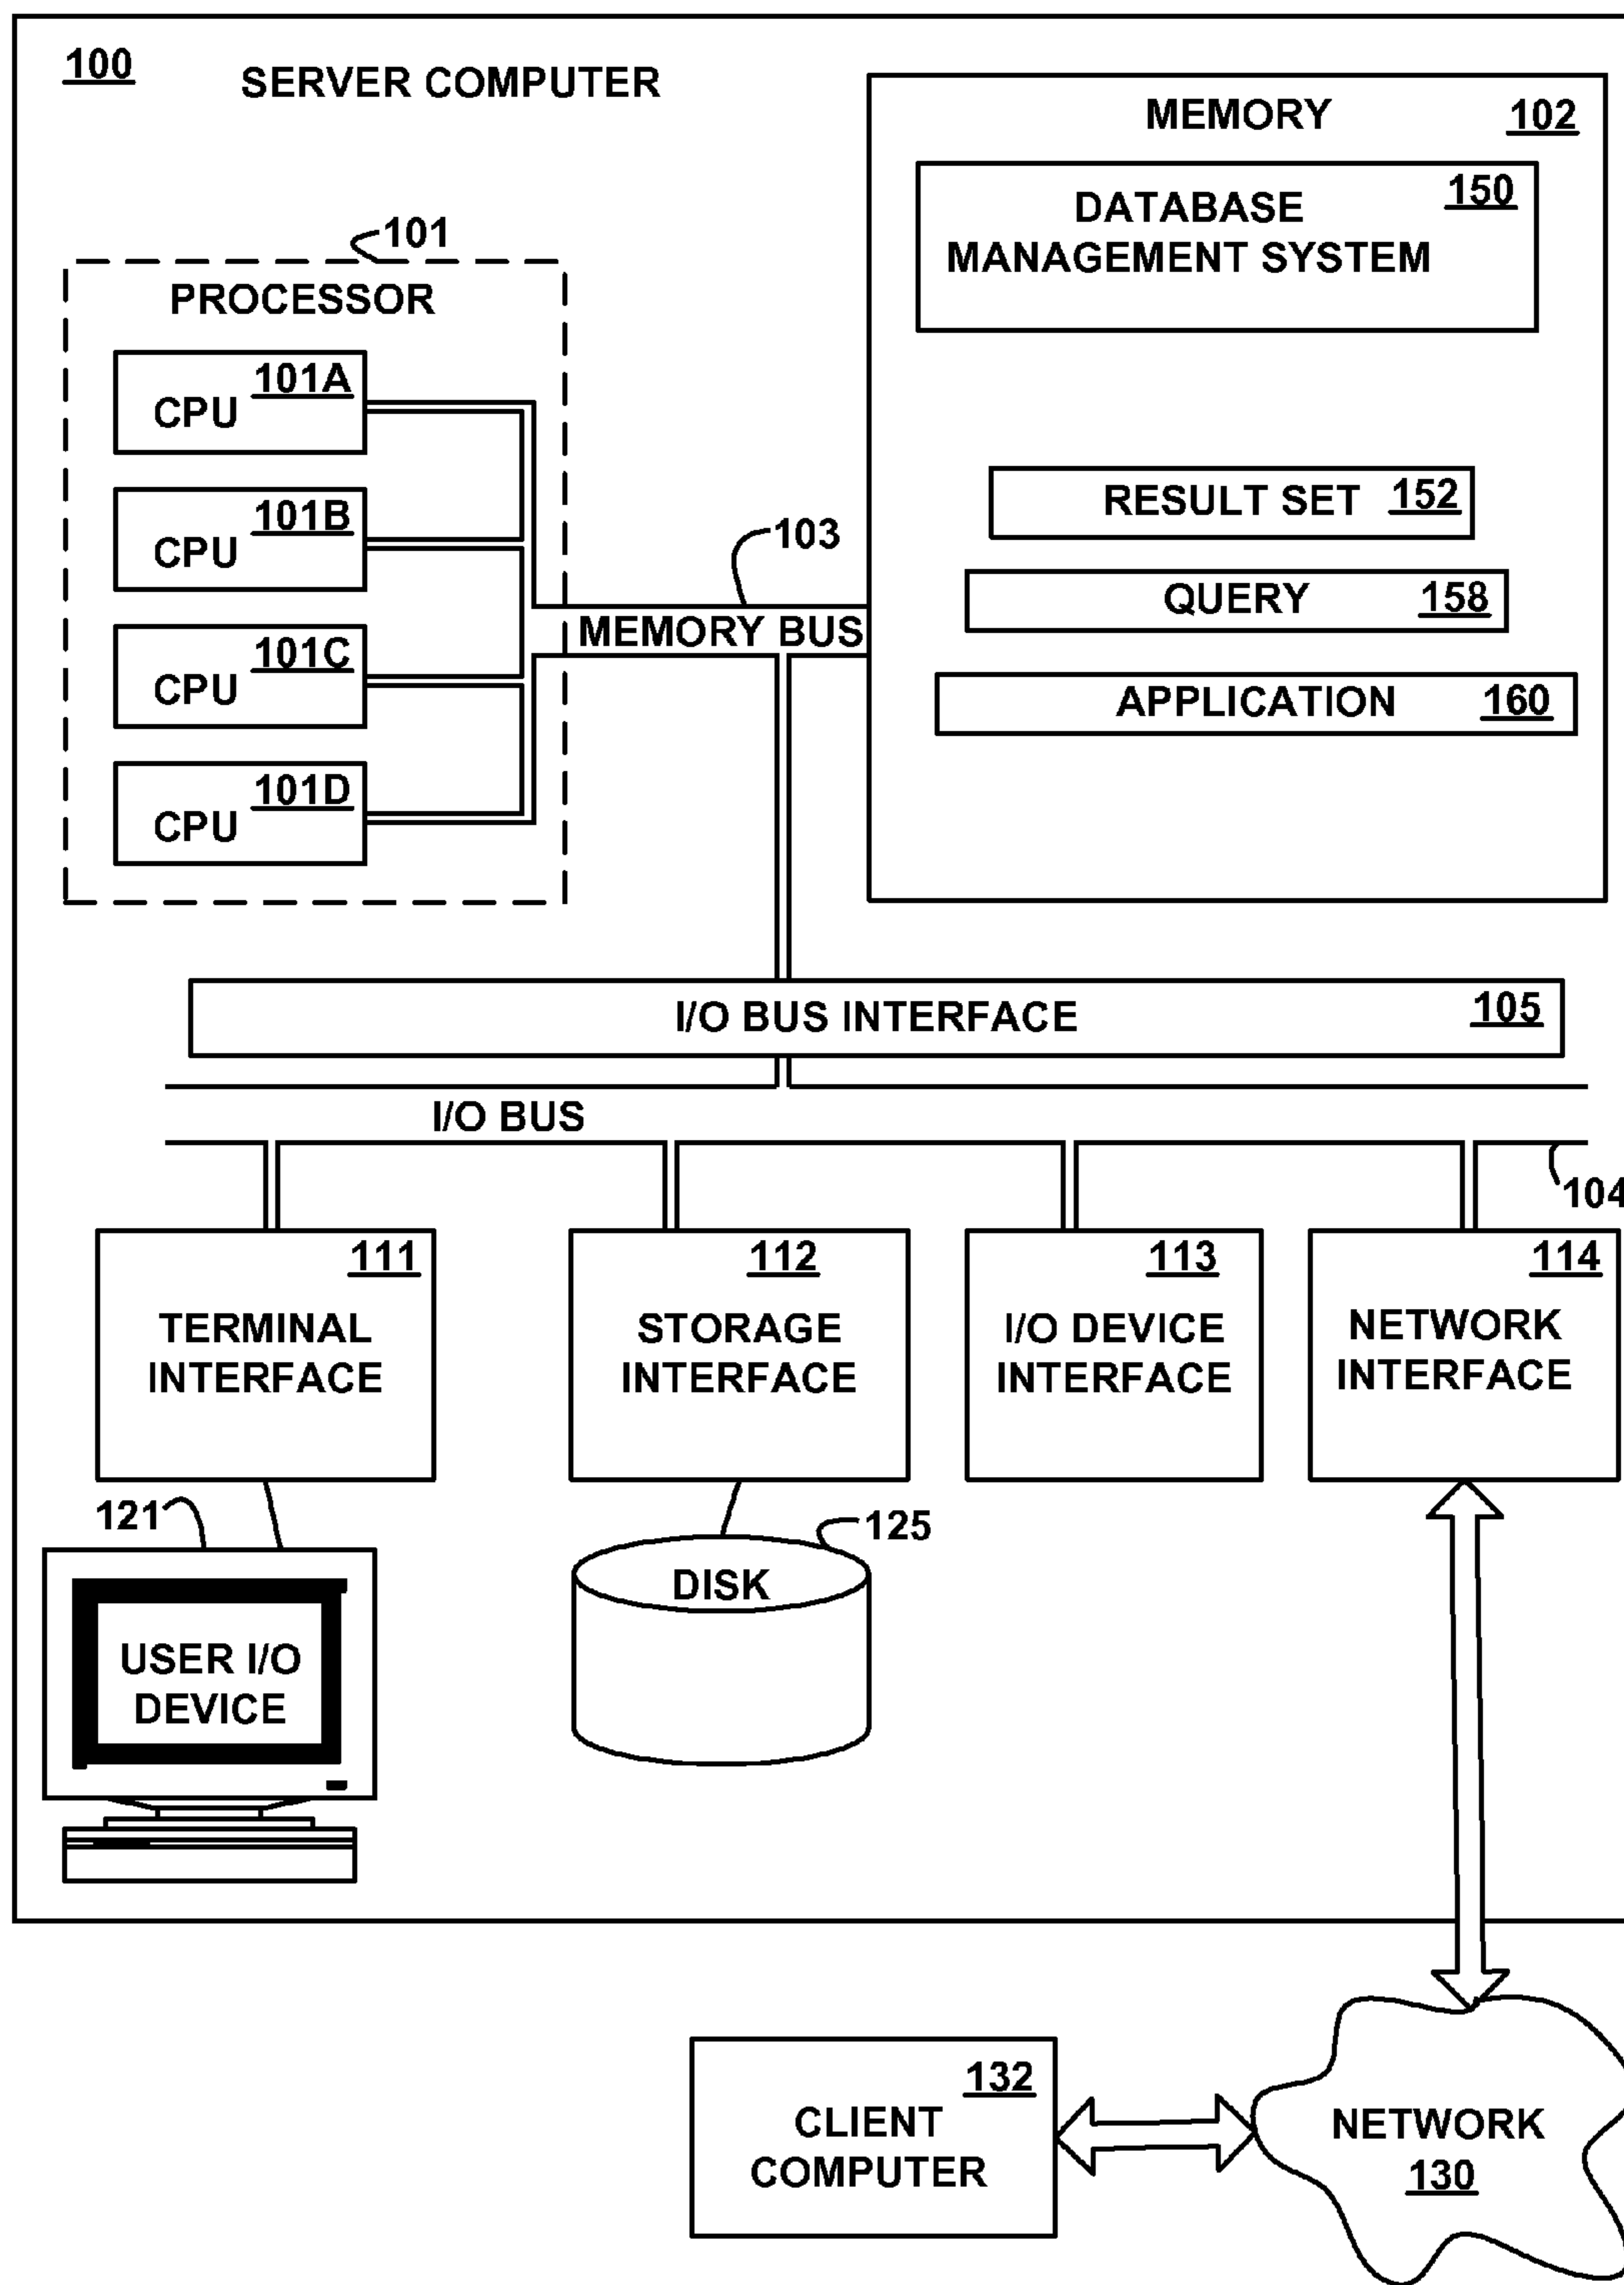 100
SERVER COMPUTER
MEMORY
102
DATABASE
MANAGEMENT SYSTEM
150
RESULT SET 152
QUERY 158
APPLICATION 160
101
PROCESSOR
101A
CPU
101B
CPU
101C
CPU
101D
CPU
103
MEMORY BUS
I/O BUS INTERFACE 105
I/O BUS
104
111
TERMINAL
INTERFACE
112
STORAGE
INTERFACE
113
I/O DEVICE
INTERFACE
114
NETWORK
INTERFACE
121
USER I/O
DEVICE
125
DISK
132
CLIENT
COMPUTER
NETWORK
130